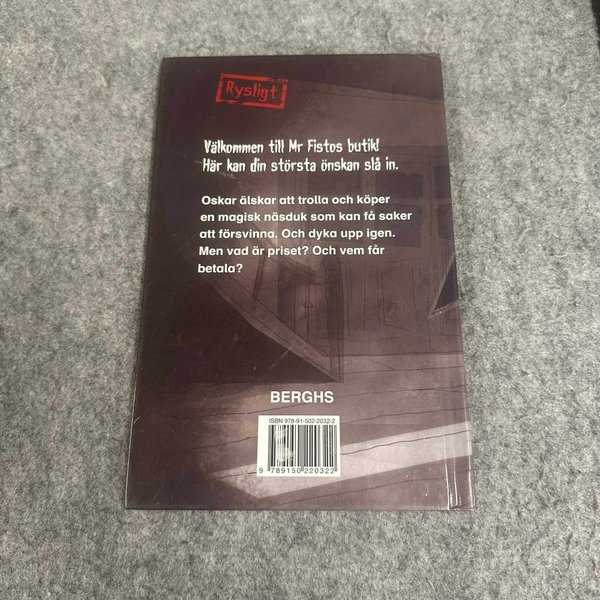 Rysligt
Välkommen till Mr Fistos butik!
Här kan din största önskan slå in.
Oskar älskar att trolla och köper
en magisk näsduk som kan få saker
att försvinna. Och dyka upp igen.
Men vad är priset? Och vem får
betala?
BERGHS
ISBN 978-91-502-2032-2
9 789150 220322